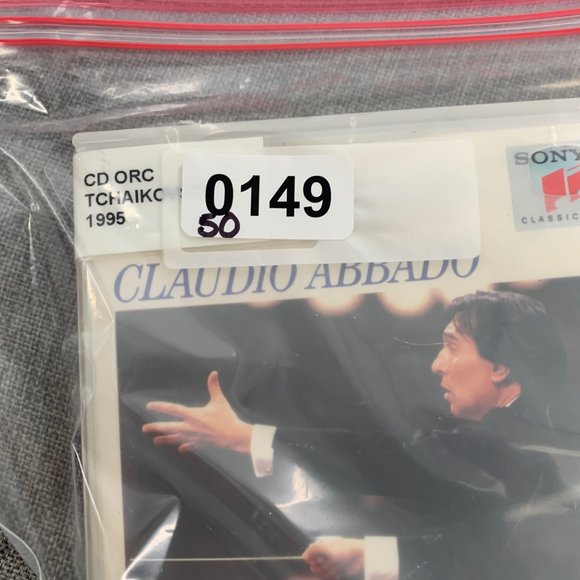 CD ORC
TCHAIKO
1995
0149
50
SONY
CLASSIC
CLAUDIO ABBADO